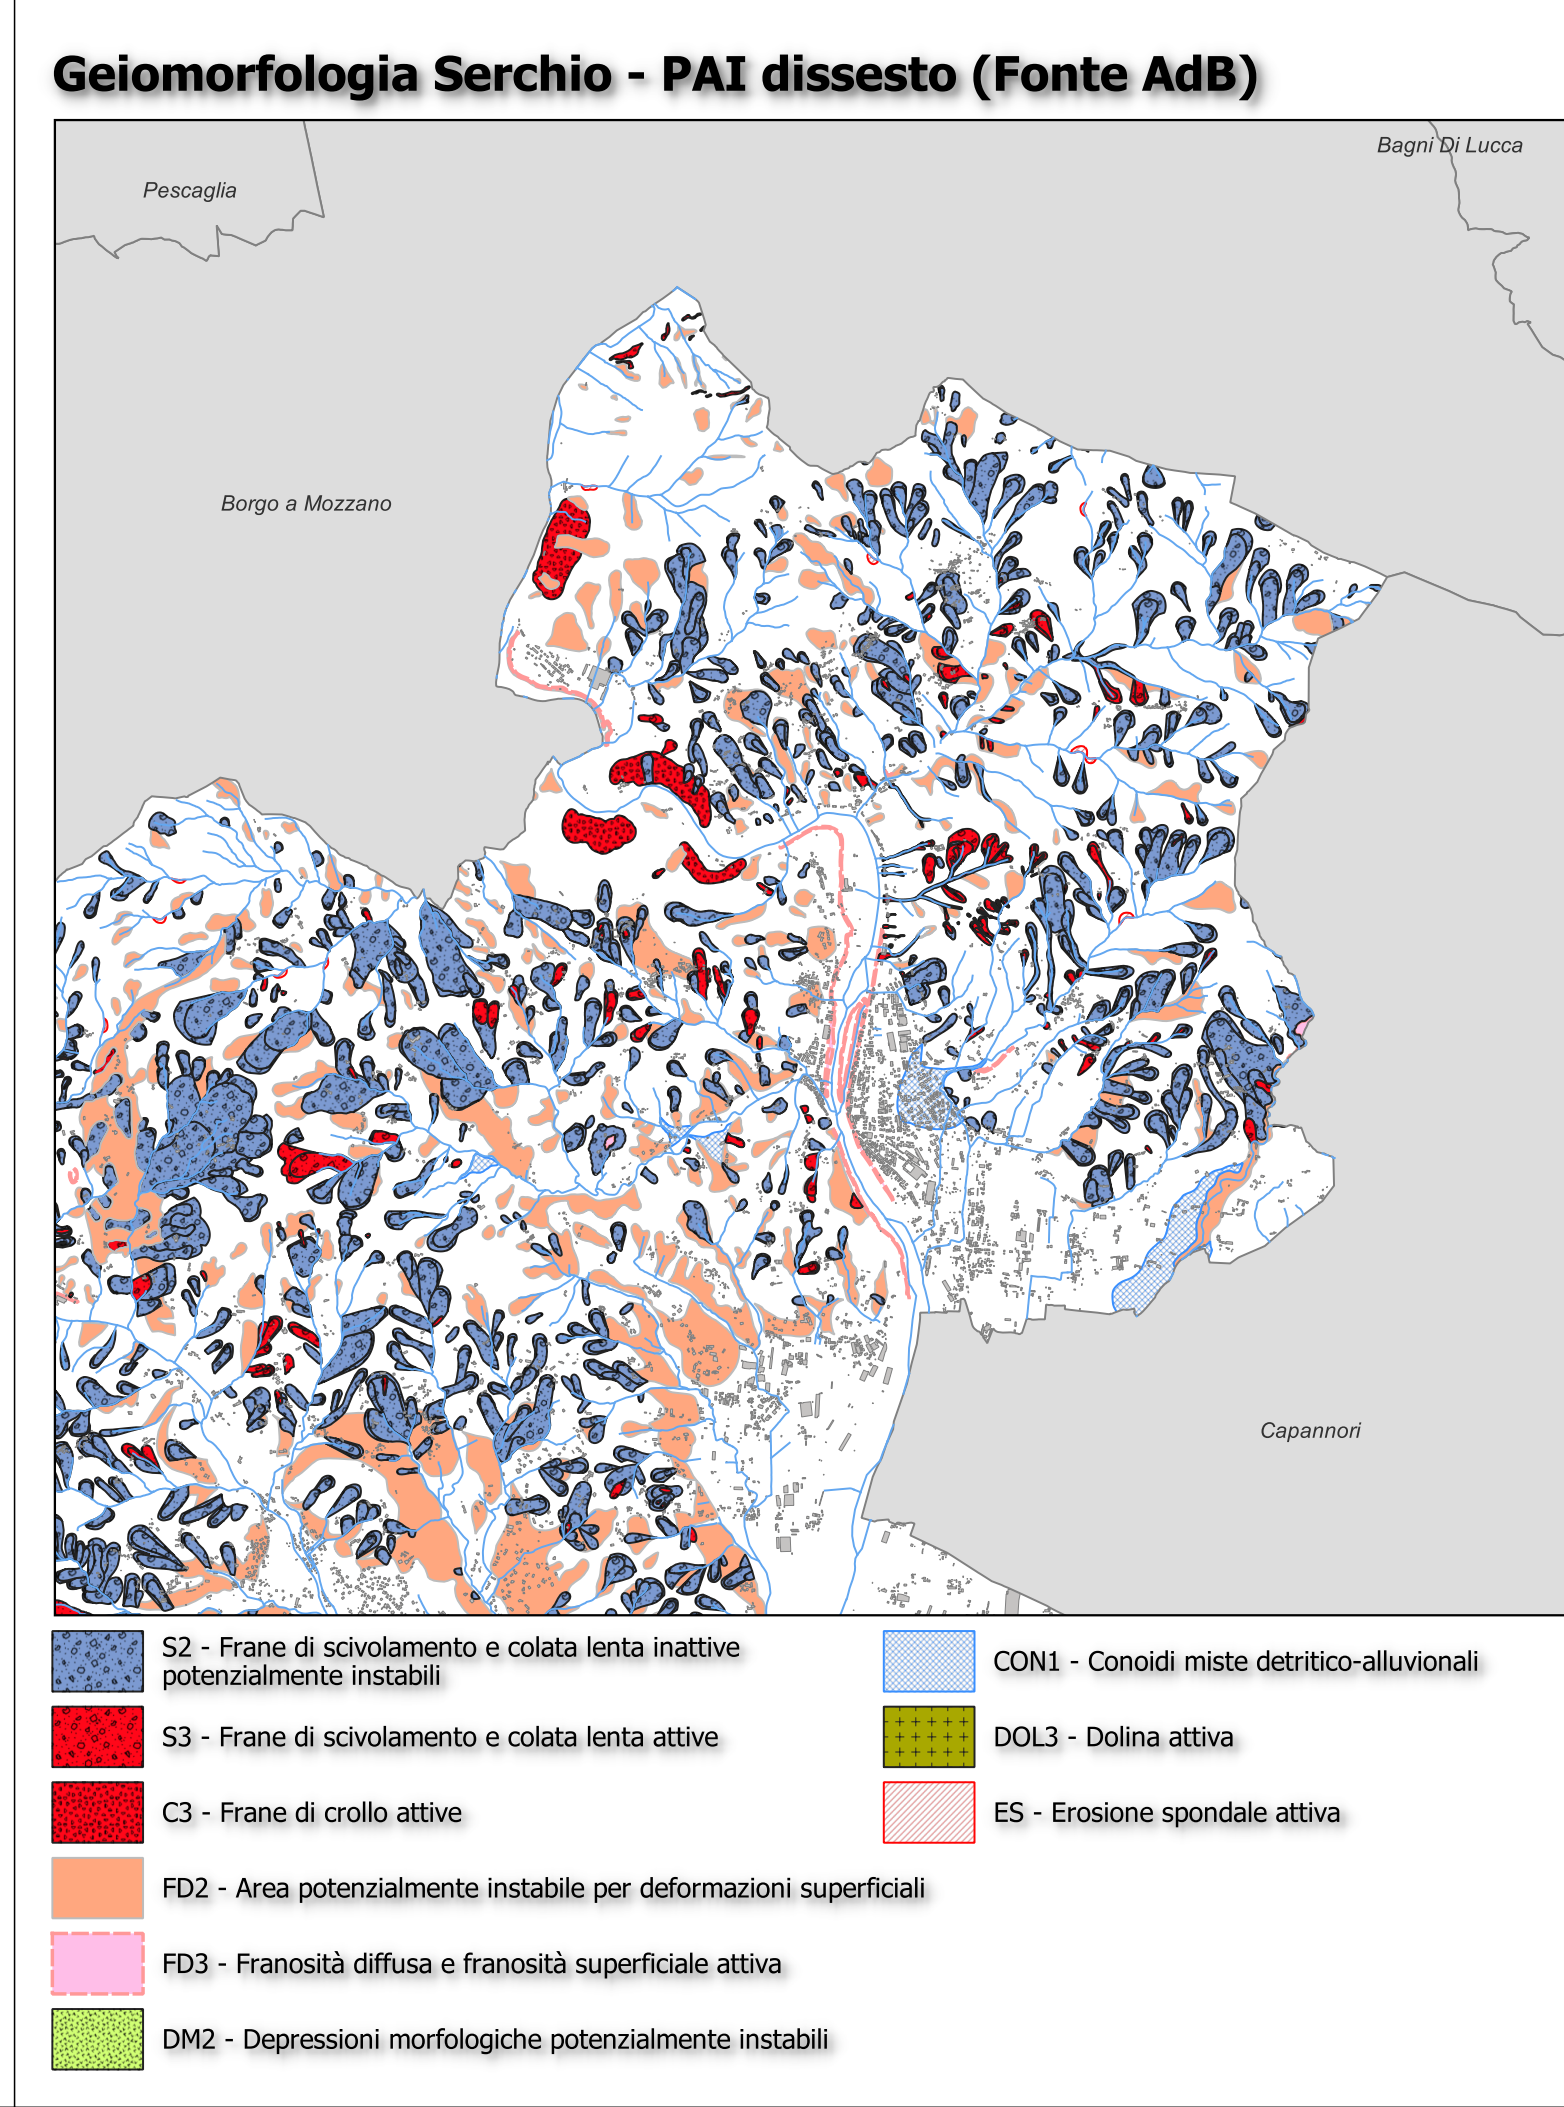 Geiomorfologia Serchio - PAI dissesto (Fonte AdB)
Bagni Di Lucca
Pescaglia
Borgo a Mozzano
Capannori
S2 - Frane di scivolamento e colata lenta inattive
potenzialmente instabili
S3 - Frane di scivolamento e colata lenta attive
C3 - Frane di crollo attive
FD2 - Area potenzialmente instabile per deformazioni superficiali
FD3 - Franosità diffusa e franosità superficiale attiva
DM2 - Depressioni morfologiche potenzialmente instabili
CON1 - Conoidi miste detritico-alluvionali
DOL3 - Dolina attiva
ES - Erosione spondale attiva